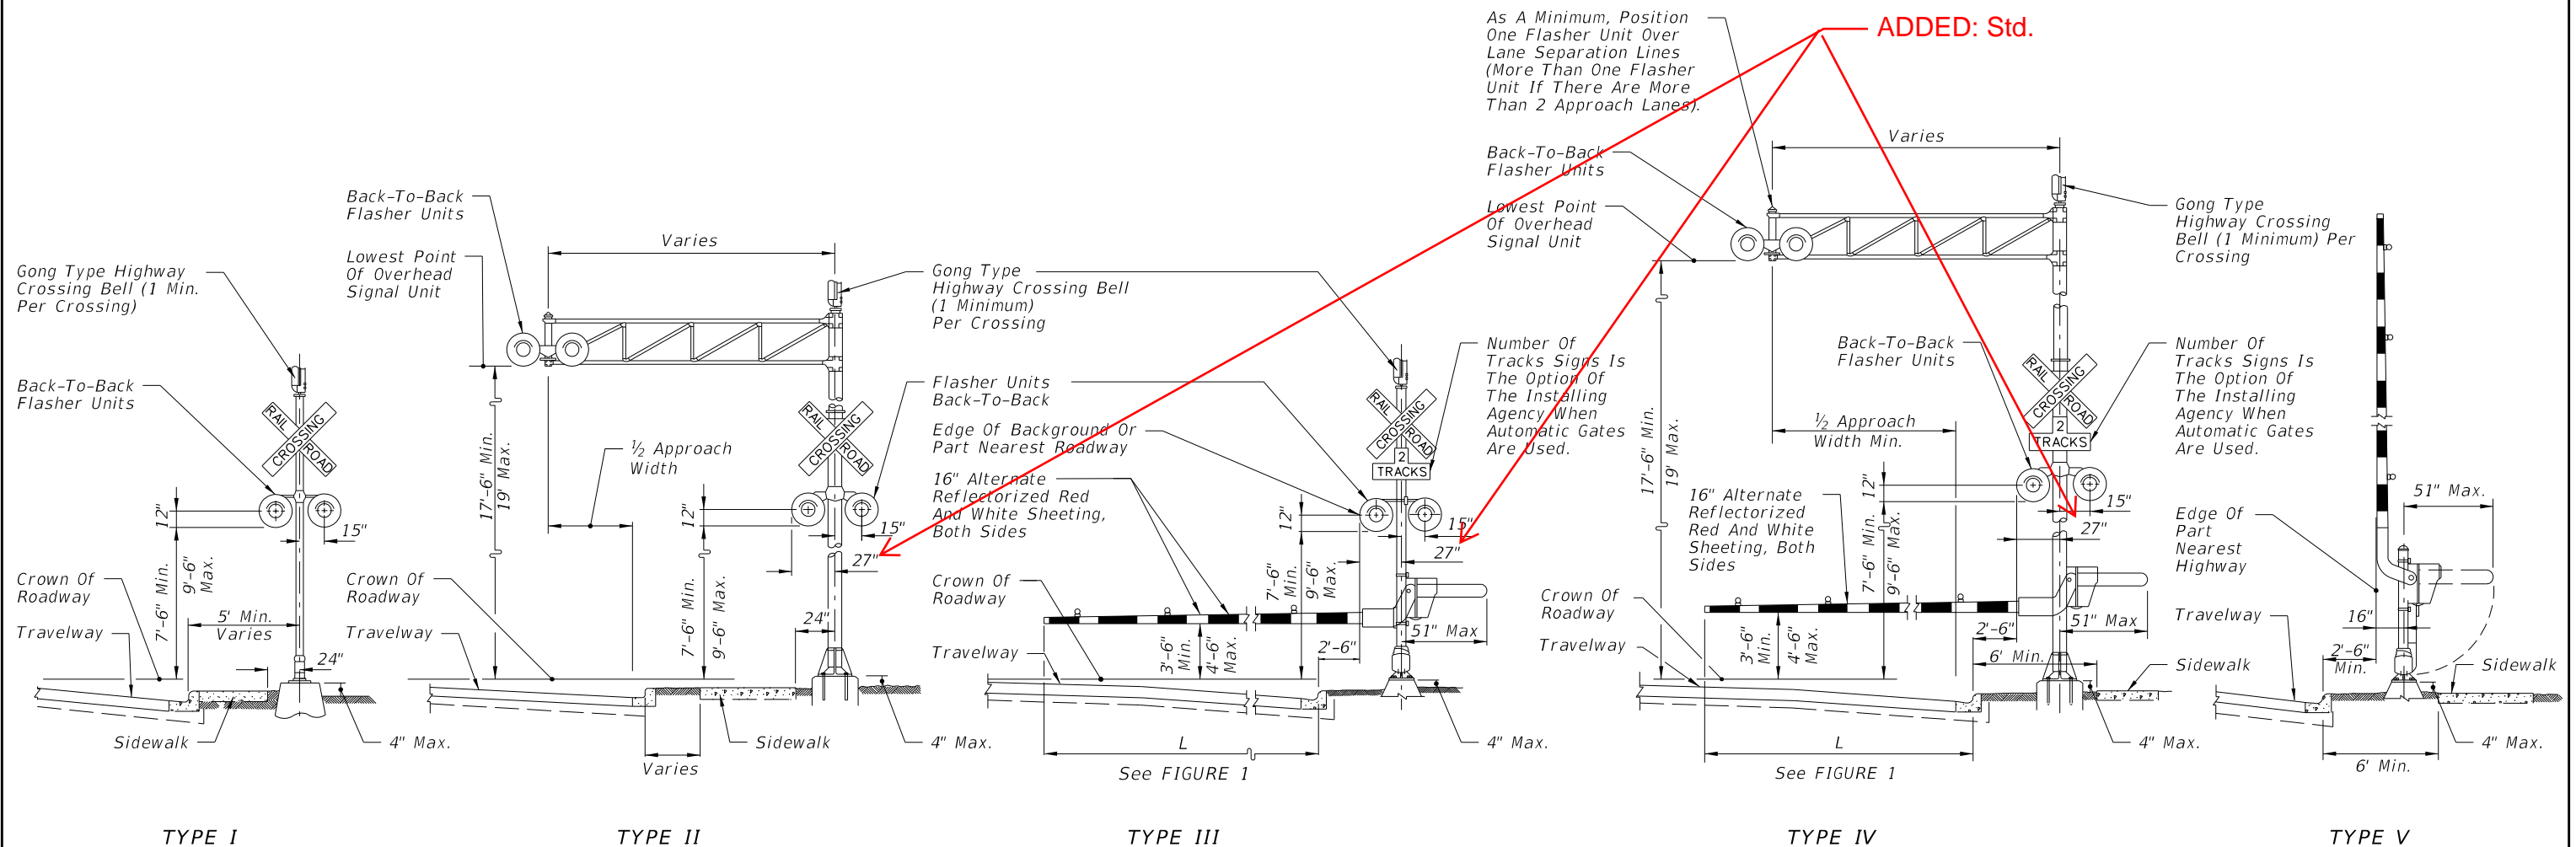 ADDED: Std.
Gong Type Highway
Crossing Bell (1 Min.
Per Crossing)
Back-To-Back
Flasher Units
RAIL
ROAD
CROSSING
12"
15"
7'-6" Min.
9'-6"
Max.
Crown Of
Roadway
Travelway
5' Min.
Varies
24"
Sidewalk
4" Max.
TYPE I
Back-To-Back
Flasher Units
Lowest Point
Of Overhead
Signal Unit
Varies
17'-6" Min.
19' Max.
½ Approach
Width
RAIL
ROAD
CROSSING
12"
15"
27"
7'-6" Min.
9'-6" Max.
24"
Crown Of
Roadway
Travelway
Sidewalk
Varies
4" Max.
TYPE II
Gong Type
Highway Crossing Bell
(1 Minimum)
Per Crossing
Flasher Units
Back-To-Back
Edge Of Background Or
Part Nearest Roadway
16" Alternate
Reflectorized Red
And White Sheeting,
Both Sides
Crown Of
Roadway
Travelway
RAIL
ROAD
CROSSING
2
TRACKS
Number Of
Tracks Signs Is
The Option Of
The Installing
Agency When
Automatic Gates
Are Used.
12"
15"
27"
7'-6"
Min.
9'-6"
Max.
3'-6"
Min.
4'-6"
Max.
2'-6"
51" Max
L
See FIGURE 1
4" Max.
TYPE III
As A Minimum, Position
One Flasher Unit Over
Lane Separation Lines
(More Than One Flasher
Unit If There Are More
Than 2 Approach Lanes).
Back-To-Back
Flasher Units
Lowest Point
Of Overhead
Signal Unit
Varies
17'-6" Min.
19' Max.
Back-To-Back
Flasher Units
½ Approach
Width Min.
16" Alternate
Reflectorized
Red And White
Sheeting, Both
Sides
Crown Of
Roadway
Travelway
RAIL
ROAD
CROSSING
2
TRACKS
12"
15"
27"
7'-6" Min.
9'-6" Max.
3'-6"
Min.
4'-6"
Max.
2'-6"
51" Max
6' Min.
Sidewalk
4" Max.
L
See FIGURE 1
TYPE IV
Gong Type
Highway Crossing
Bell (1 Minimum) Per
Crossing
Number Of
Tracks Signs Is
The Option Of
The Installing
Agency When
Automatic Gates
Are Used.
Edge Of
Part
Nearest
Highway
Travelway
51" Max.
16"
2'-6"
Min.
Sidewalk
4" Max.
6' Min.
TYPE V